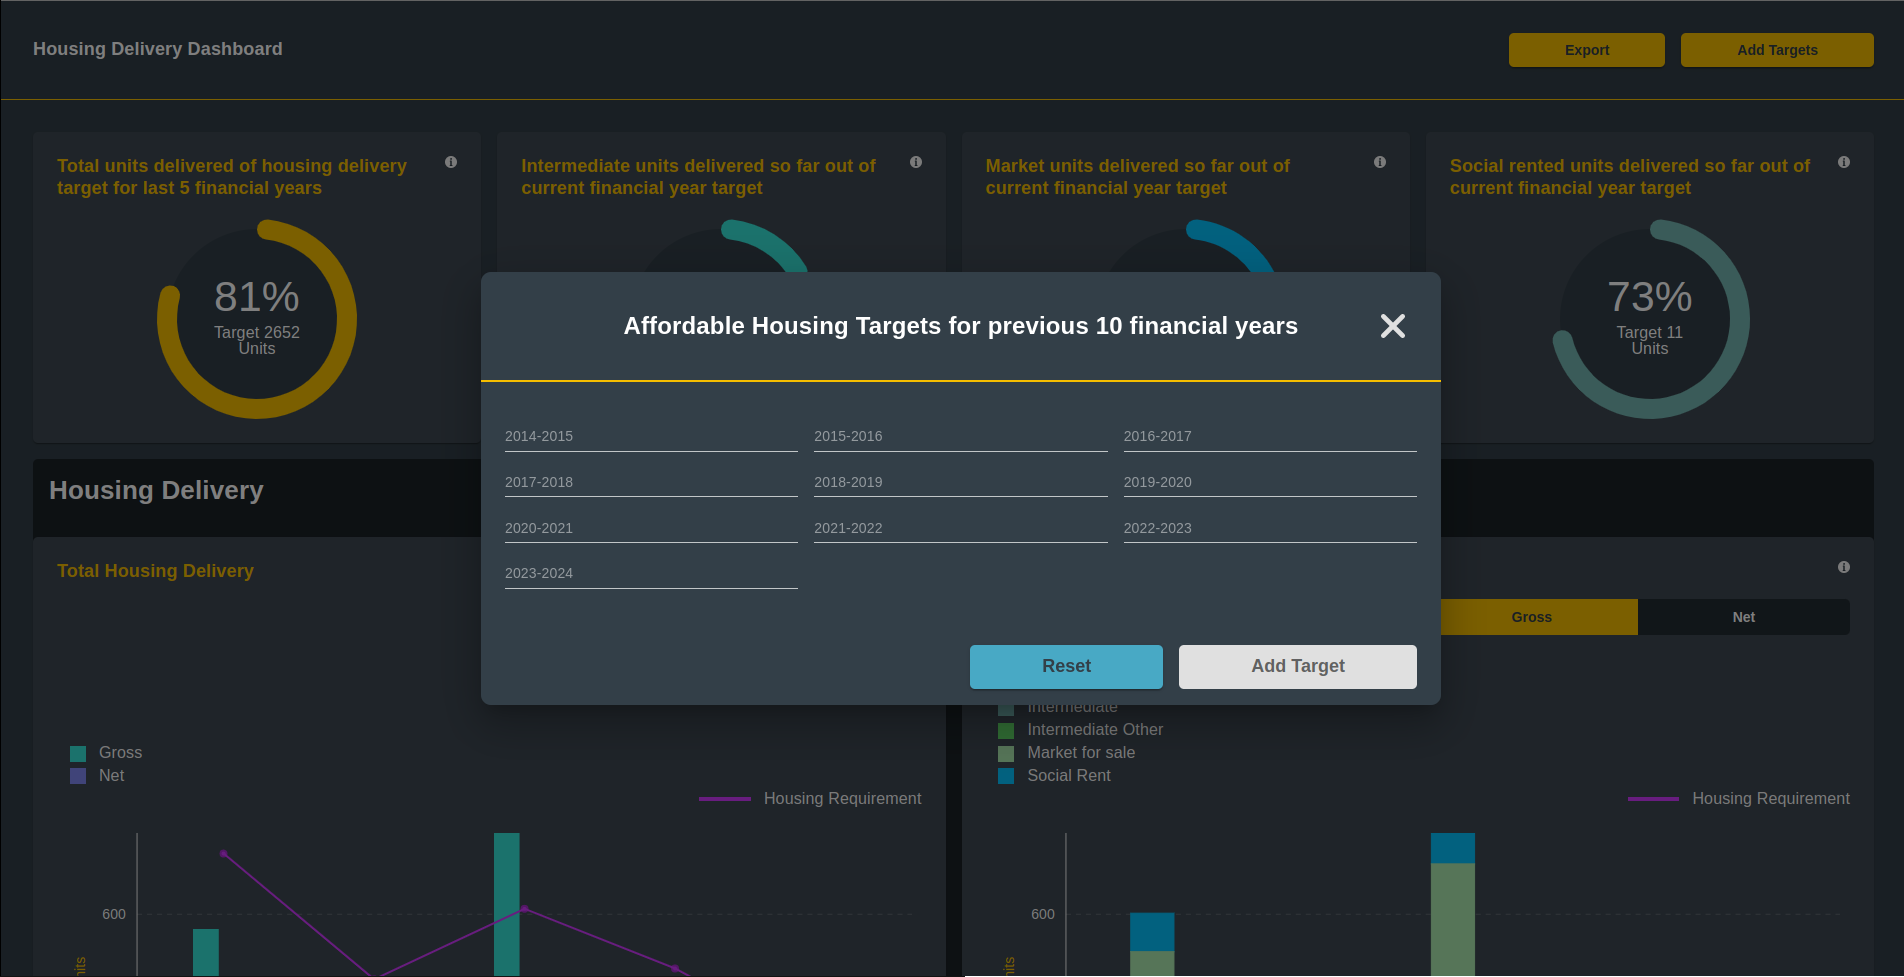 Housing Delivery Dashboard
Export
Add Targets
Total units delivered of housing delivery
target for last 5 financial years
Intermediate units delivered so far out of
current financial year target
Market units delivered so far out of
current financial year target
Social rented units delivered so far out of
current financial year target
81%
Target 2652
Units
73%
Target 11
Units
Affordable Housing Targets for previous 10 financial years
2014-2015
2015-2016
2016-2017
2017-2018
2018-2019
2019-2020
2020-2021
2021-2022
2022-2023
2023-2024
Reset
Add Target
Housing Delivery
Total Housing Delivery
Gross
Net
Gross
Net
Housing Requirement
600
Intermediate
Intermediate Other
Market for sale
Social Rent
Housing Requirement
600